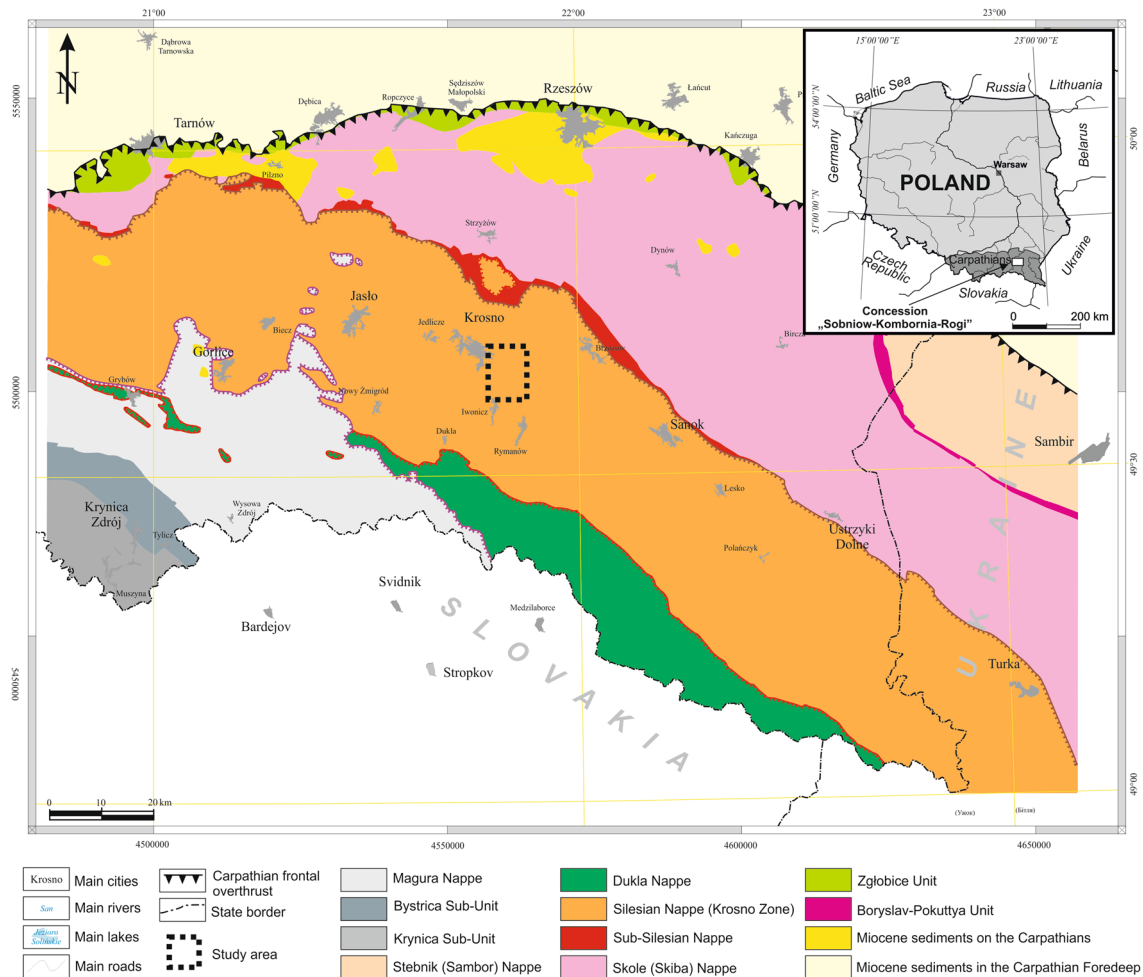 21°00'
22°00'
23°00'
Dąbrowa
Tarnowska
N
5550000
5500000
5450000
50°00
49°30
49°00
Tarnów
Dębica
Ropczyce
Sędziszów
Małopolski
Rzeszów
Łańcut
Kańczuga
Pilzno
Strzyżów
Dynów
Jasło
Krosno
Jedlicze
Biecz
Gorlice
Grybów
Nowy Żmigród
Iwonicz
Dukla
Rymanów
Brzozów
Bircza
Sanok
Lesko
Sambir
Krynica
Zdrój
Wysowa
Zdrój
Tylicz
Muszyna
Ustrzyki
Dolne
Polańczyk
Svidnik
Bardejov
Medzilaborce
Stropkov
Turka
SLOVAKIA
UKRAINE
(Ужок)
0 10 20 km
4500000
4550000
4600000
4650000
15°00'00"E
23°00'00"E
54°00'00"N
51°00'00"N
Baltic Sea
Russia
Lithuania
Germany
Belarus
Warsaw
POLAND
Czech
Republic
Carpathians
Ukraine
Slovakia
Concession
„Sobniow-Kombornia-Rogi”
0 200 km
Krosno Main cities
San Main rivers
Jezioro
Solińskie Main lakes
Main roads
Carpathian frontal
overthrust
State border
Study area
Magura Nappe
Bystrica Sub-Unit
Krynica Sub-Unit
Stebnik (Sambor) Nappe
Dukla Nappe
Silesian Nappe (Krosno Zone)
Sub-Silesian Nappe
Skole (Skiba) Nappe
Zgłobice Unit
Boryslav-Pokuttya Unit
Miocene sediments on the Carpathians
Miocene sediments in the Carpathian Foredeep